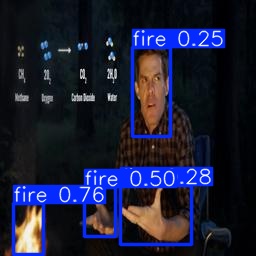 fire 0.25
CH4 2O2 → CO2 2H2O
Methane Oxygen Carbon Dioxide Water
fire 0.50 .28
fire 0.76